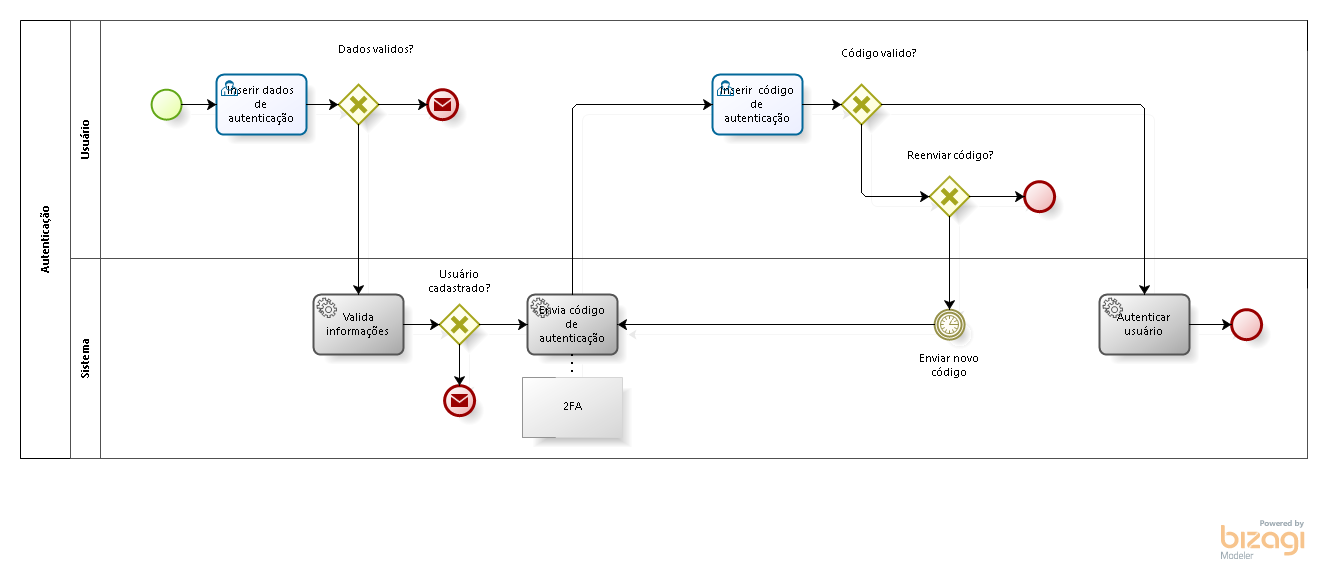 Autenticação
Usuário
Dados validos?
Inserir dados
de
autenticação
Código valido?
Inserir código
de
autenticação
Reenviar código?
Sistema
Usuário
cadastrado?
Valida
informações
Envia código
de
autenticação
2FA
Enviar novo
código
Autenticar
usuário
Powered by
bizagi
Modeler